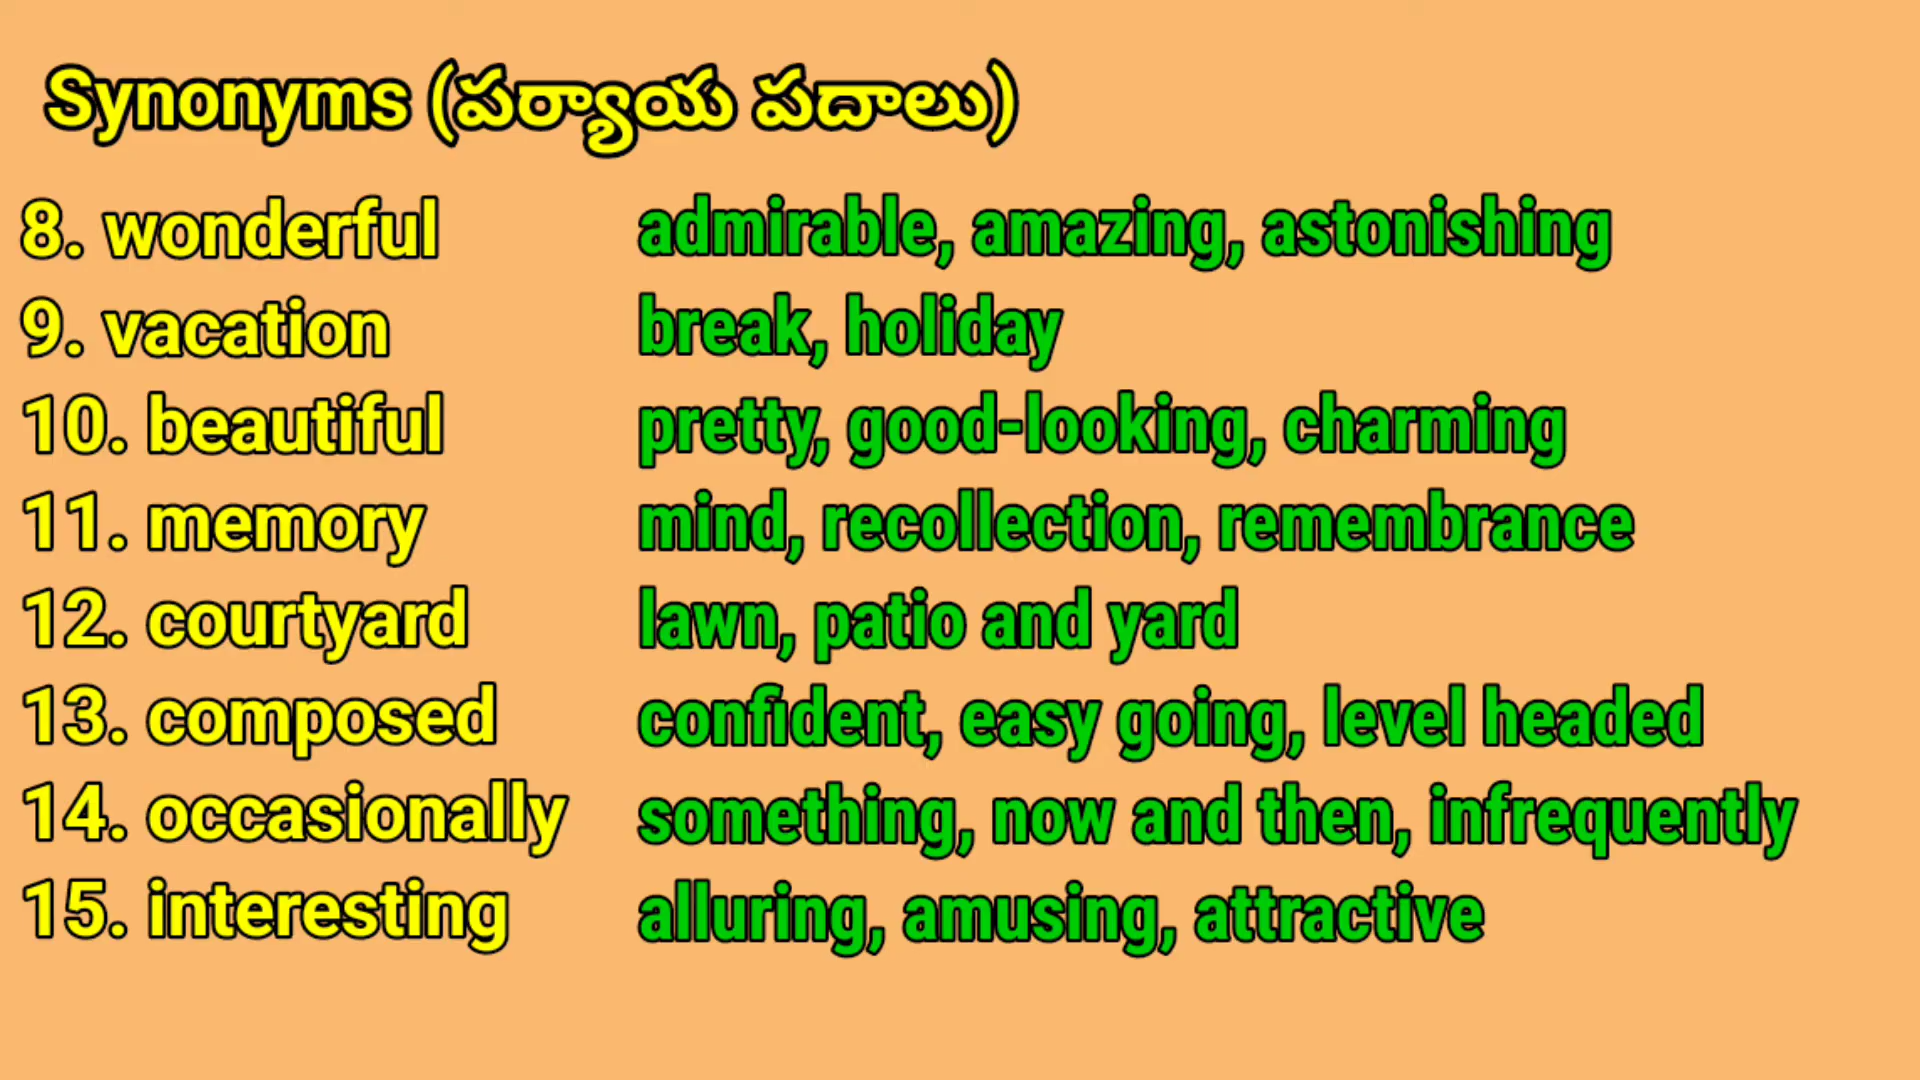 Synonyms (పర్యాయ పదాలు)
8. wonderful admirable, amazing, astonishing
9. vacation break, holiday
10. beautiful pretty, good-looking, charming
11. memory mind, recollection, remembrance
12. courtyard lawn, patio and yard
13. composed confident, easy going, level headed
14. occasionally something, now and then, infrequently
15. interesting alluring, amusing, attractive